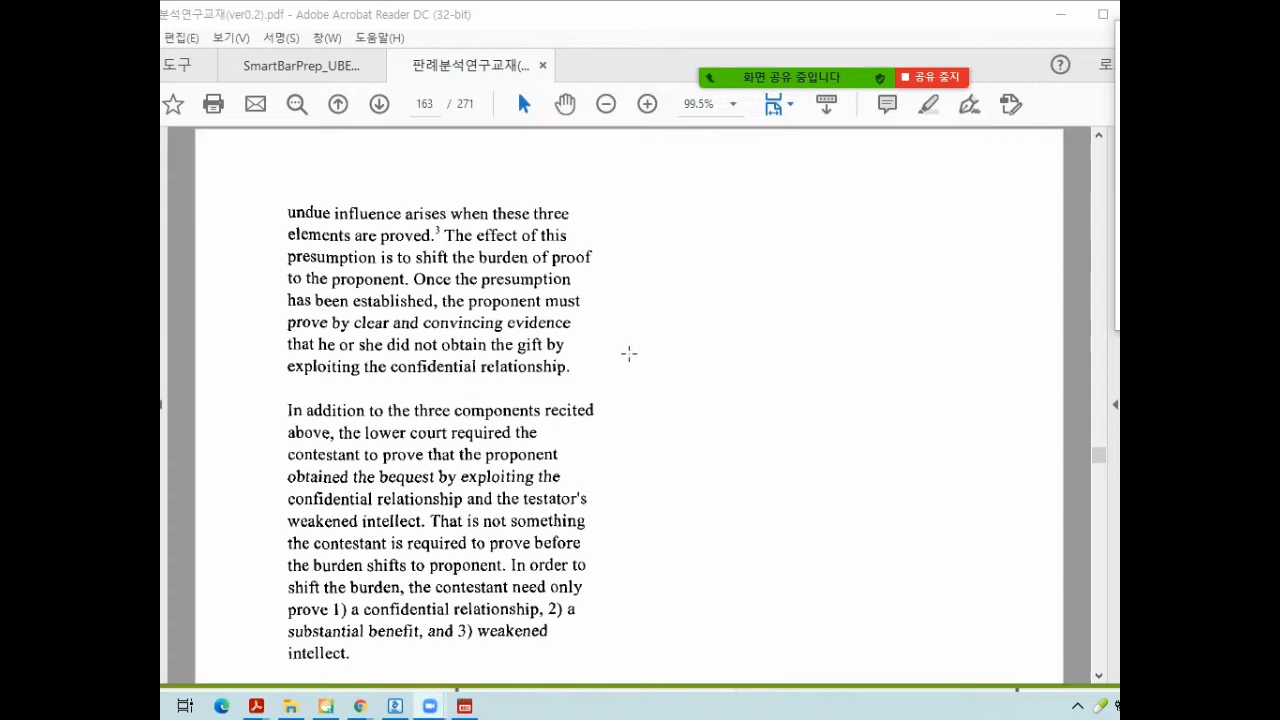 분석연구교재(ver0.2).pdf - Adobe Acrobat Reader DC (32-bit)
편집(E) 보기(V) 서명(S) 창(W) 도움말(H)
도구 SmartBarPrep_UBE... 판례분석연구교재(... ×
화면 공유 중입니다 공유 중지
로
163 / 271 99.5%
undue influence arises when these three
elements are proved.3 The effect of this
presumption is to shift the burden of proof
to the proponent. Once the presumption
has been established, the proponent must
prove by clear and convincing evidence
that he or she did not obtain the gift by
exploiting the confidential relationship.
In addition to the three components recited
above, the lower court required the
contestant to prove that the proponent
obtained the bequest by exploiting the
confidential relationship and the testator's
weakened intellect. That is not something
the contestant is required to prove before
the burden shifts to proponent. In order to
shift the burden, the contestant need only
prove 1) a confidential relationship, 2) a
substantial benefit, and 3) weakened
intellect.